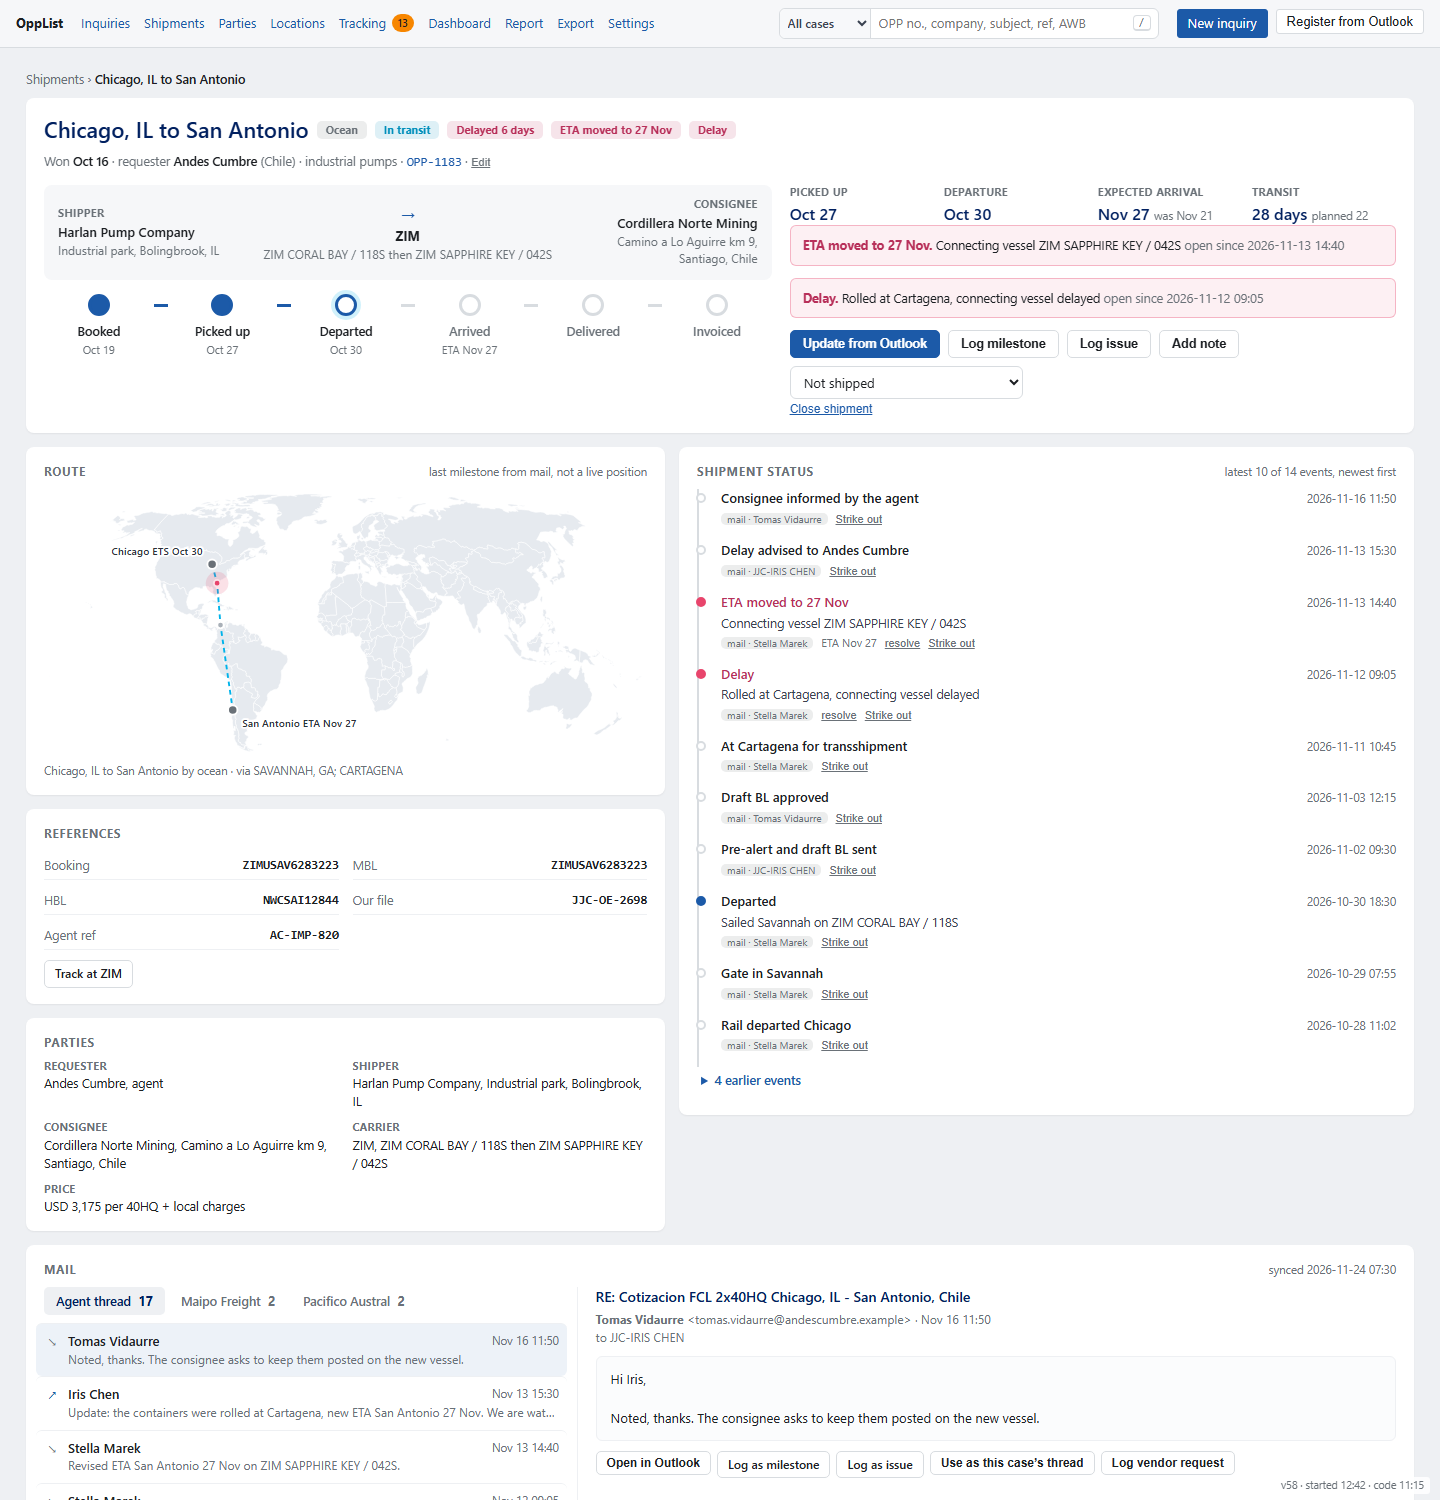 OppList Inquiries Shipments Parties Locations Tracking 13 Dashboard Report Export Settings All cases OPP no., company, subject, ref, AWB / New inquiry Register from Outlook
Shipments › Chicago, IL to San Antonio
Chicago, IL to San Antonio Ocean In transit Delayed 6 days ETA moved to 27 Nov Delay
Won Oct 16 · requester Andes Cumbre (Chile) · industrial pumps · OPP-1183 · Edit
SHIPPER
Harlan Pump Company
Industrial park, Bolingbrook, IL
→
ZIM
ZIM CORAL BAY / 118S then ZIM SAPPHIRE KEY / 042S
CONSIGNEE
Cordillera Norte Mining
Camino a Lo Aguirre km 9,
Santiago, Chile
Booked Picked up Departed Arrived Delivered Invoiced
Oct 19 Oct 27 Oct 30 ETA Nov 27
PICKED UP DEPARTURE EXPECTED ARRIVAL TRANSIT
Oct 27 Oct 30 Nov 27 was Nov 21 28 days planned 22
ETA moved to 27 Nov. Connecting vessel ZIM SAPPHIRE KEY / 042S open since 2026-11-13 14:40
Delay. Rolled at Cartagena, connecting vessel delayed open since 2026-11-12 09:05
Update from Outlook Log milestone Log issue Add note
Not shipped
Close shipment
ROUTE last milestone from mail, not a live position
Chicago ETS Oct 30
San Antonio ETA Nov 27
Chicago, IL to San Antonio by ocean · via SAVANNAH, GA; CARTAGENA
REFERENCES
Booking ZIMUSAV6283223 MBL ZIMUSAV6283223
HBL NWCSAI12844 Our file JJC-OE-2698
Agent ref AC-IMP-820
Track at ZIM
PARTIES
REQUESTER
Andes Cumbre, agent
SHIPPER
Harlan Pump Company, Industrial park, Bolingbrook,
IL
CONSIGNEE
Cordillera Norte Mining, Camino a Lo Aguirre km 9,
Santiago, Chile
CARRIER
ZIM, ZIM CORAL BAY / 118S then ZIM SAPPHIRE KEY
/ 042S
PRICE
USD 3,175 per 40HQ + local charges
SHIPMENT STATUS latest 10 of 14 events, newest first
Consignee informed by the agent 2026-11-16 11:50
mail · Tomas Vidaurre Strike out
Delay advised to Andes Cumbre 2026-11-13 15:30
mail · JJC-IRIS CHEN Strike out
ETA moved to 27 Nov 2026-11-13 14:40
Connecting vessel ZIM SAPPHIRE KEY / 042S
mail · Stella Marek ETA Nov 27 resolve Strike out
Delay 2026-11-12 09:05
Rolled at Cartagena, connecting vessel delayed
mail · Stella Marek resolve Strike out
At Cartagena for transshipment 2026-11-11 10:45
mail · Stella Marek Strike out
Draft BL approved 2026-11-03 12:15
mail · Tomas Vidaurre Strike out
Pre-alert and draft BL sent 2026-11-02 09:30
mail · JJC-IRIS CHEN Strike out
Departed 2026-10-30 18:30
Sailed Savannah on ZIM CORAL BAY / 118S
mail · Stella Marek Strike out
Gate in Savannah 2026-10-29 07:55
mail · Stella Marek Strike out
Rail departed Chicago 2026-10-28 11:02
mail · Stella Marek Strike out
▶ 4 earlier events
MAIL synced 2026-11-24 07:30
Agent thread 17 Maipo Freight 2 Pacifico Austral 2
Tomas Vidaurre Nov 16 11:50
Noted, thanks. The consignee asks to keep them posted on the new vessel.
Iris Chen Nov 13 15:30
Update: the containers were rolled at Cartagena, new ETA San Antonio 27 Nov. We are wat...
Stella Marek Nov 13 14:40
Revised ETA San Antonio 27 Nov on ZIM SAPPHIRE KEY / 042S.
Stella Marek Nov 12 09:05
RE: Cotizacion FCL 2x40HQ Chicago, IL - San Antonio, Chile
Tomas Vidaurre <tomas.vidaurre@andescumbre.example> · Nov 16 11:50
to JJC-IRIS CHEN
Hi Iris,
Noted, thanks. The consignee asks to keep them posted on the new vessel.
Open in Outlook Log as milestone Log as issue Use as this case's thread Log vendor request
v58 · started 12:42 · code 11:15